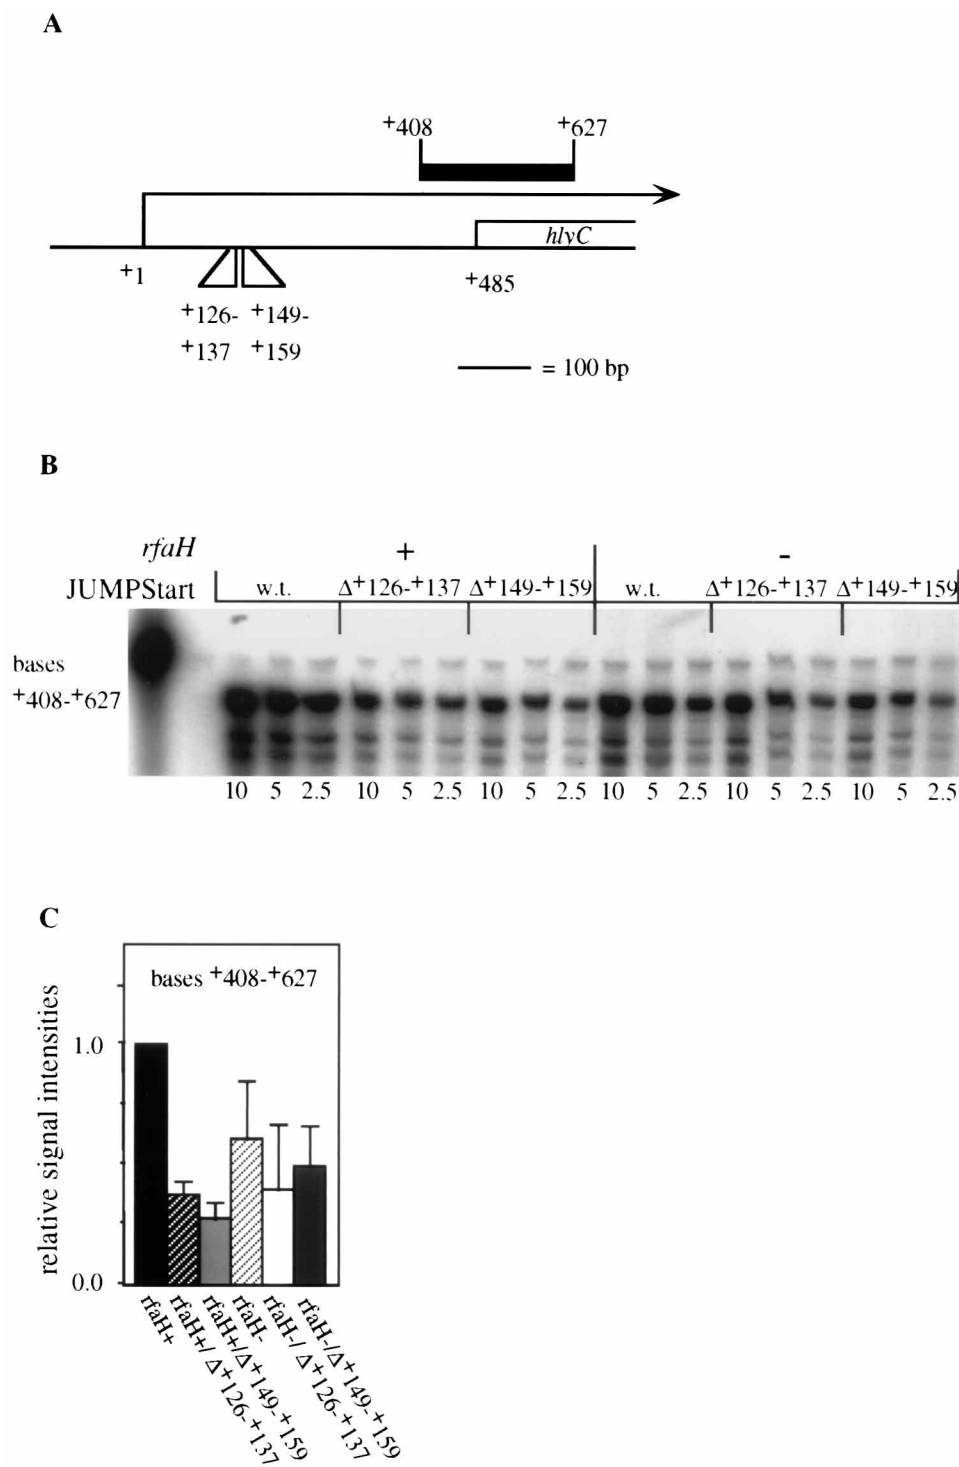 A
+408 +627
hlyC
+1 +485
+126- +149-
+137 +159
= 100 bp
B
rfaH + -
JUMPStart w.t. Δ+126-+137 Δ+149-+159 w.t. Δ+126-+137 Δ+149-+159
bases
+408-+627
10 5 2.5 10 5 2.5 10 5 2.5 10 5 2.5 10 5 2.5 10 5 2.5
C
bases +408-+627
relative signal intensities
1.0
0.0
rfaH+
rfaH+/Δ+126-+137
rfaH+/Δ+149-+159
rfaH-
rfaH-/Δ+126-+137
rfaH-/Δ+149-+159